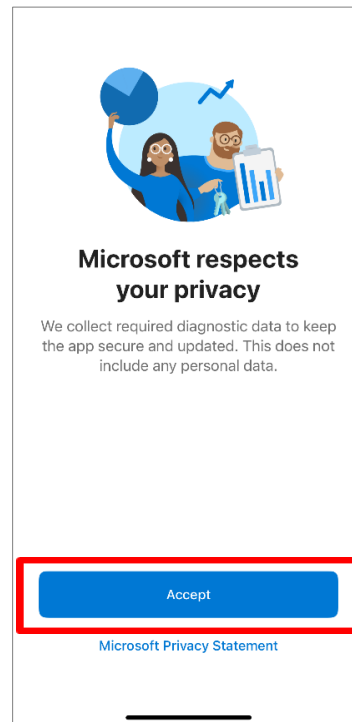 Microsoft respects
your privacy
We collect required diagnostic data to keep
the app secure and updated. This does not
include any personal data.
Accept
Microsoft Privacy Statement